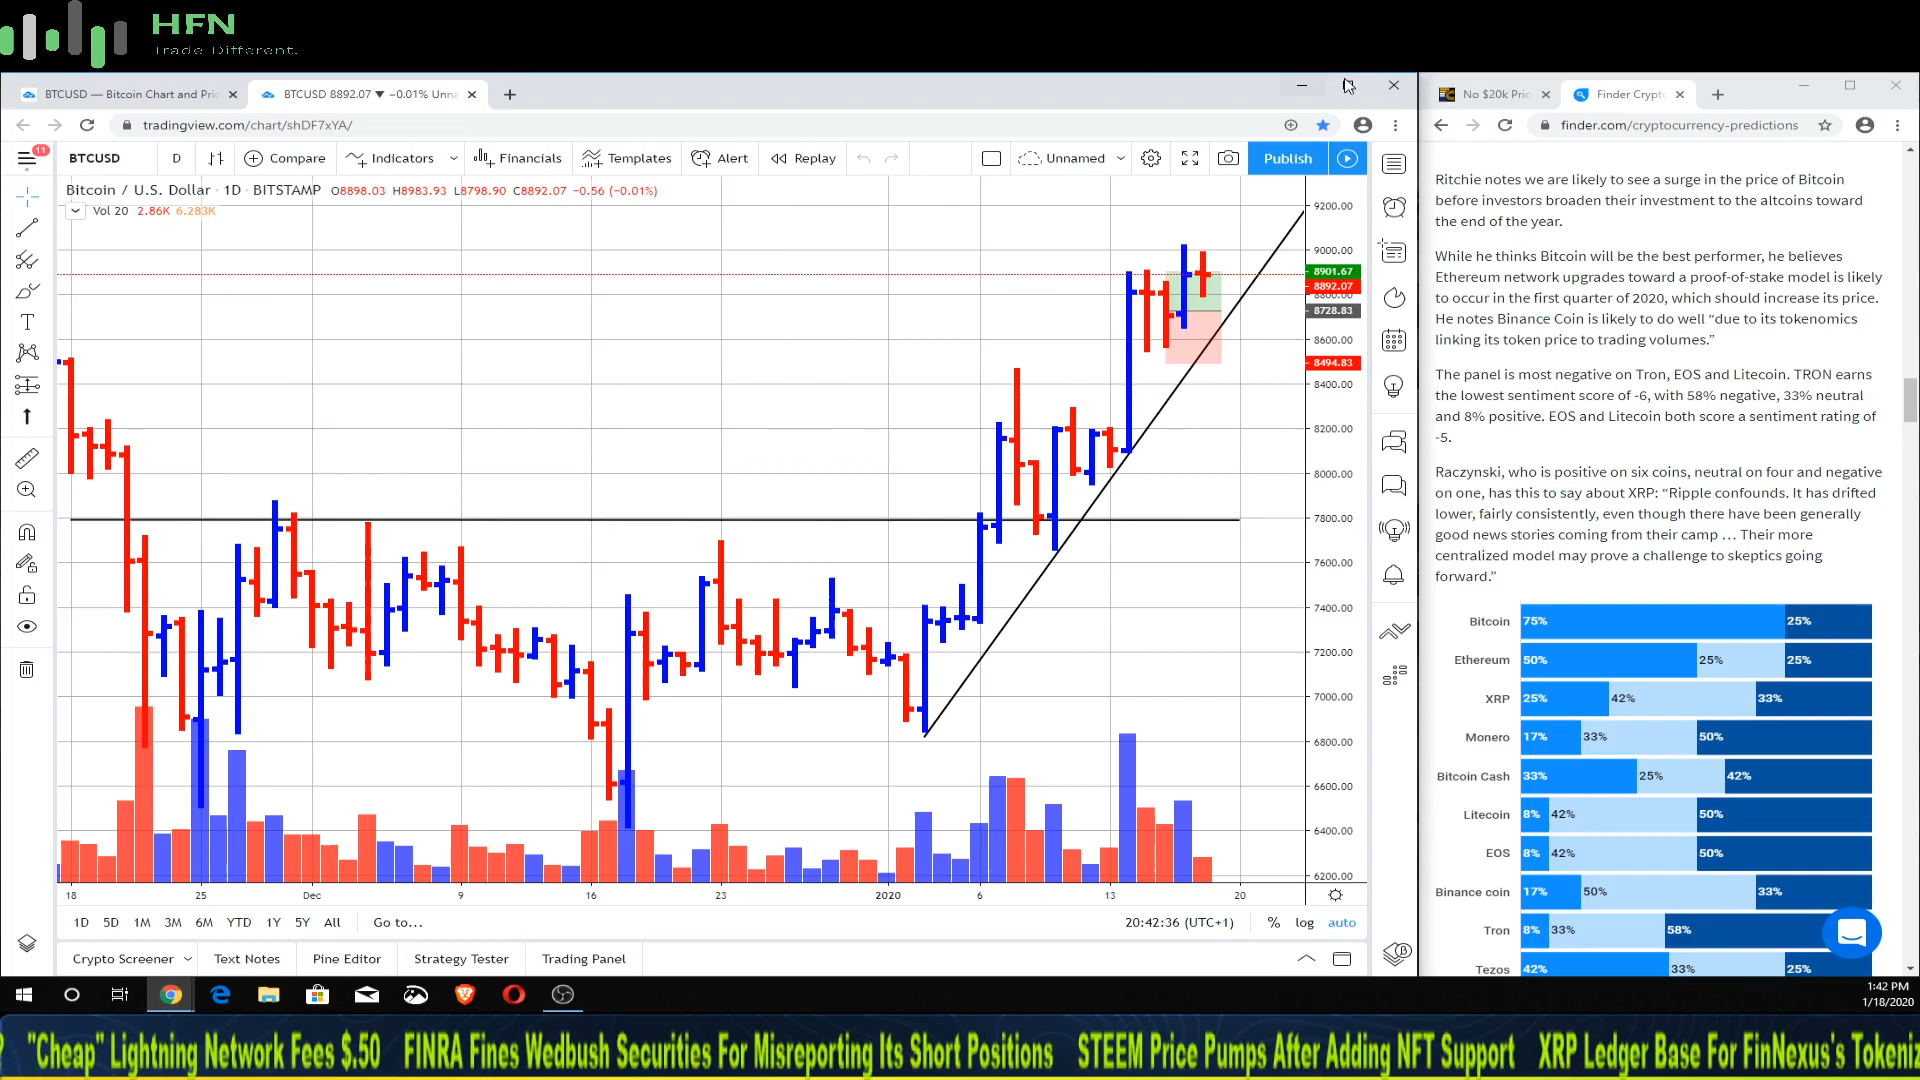 HFN
Trade Different.
BTCUSD — Bitcoin Chart and Pric
BTCUSD 8892.07 ▼ −0.01% Unna
tradingview.com/chart/shDF7xYA/
11
BTCUSD
D
Compare
Indicators
Financials
Templates
Alert
Replay
Unnamed
Publish
Bitcoin / U.S. Dollar · 1D · BITSTAMP O8898.03 H8983.93 L8798.90 C8892.07 −0.56 (−0.01%)
Vol 20 2.86K 6.283K
9200.00
9000.00
8901.67
8892.07
8800.00
8728.83
8600.00
8494.83
8400.00
8200.00
8000.00
7800.00
7600.00
7400.00
7200.00
7000.00
6800.00
6600.00
6400.00
6200.00
18 25 Dec 9 16 23 2020 6 13 20
1D 5D 1M 3M 6M YTD 1Y 5Y All Go to...
20:42:36 (UTC+1) % log auto
Crypto Screener Text Notes Pine Editor Strategy Tester Trading Panel
No $20k Pric
Finder Crypto
finder.com/cryptocurrency-predictions
Ritchie notes we are likely to see a surge in the price of Bitcoin
before investors broaden their investment to the altcoins toward
the end of the year.
While he thinks Bitcoin will be the best performer, he believes
Ethereum network upgrades toward a proof-of-stake model is likely
to occur in the first quarter of 2020, which should increase its price.
He notes Binance Coin is likely to do well “due to its tokenomics
linking its token price to trading volumes.”
The panel is most negative on Tron, EOS and Litecoin. TRON earns
the lowest sentiment score of -6, with 58% negative, 33% neutral
and 8% positive. EOS and Litecoin both score a sentiment rating of
-5.
Raczynski, who is positive on six coins, neutral on four and negative
on one, has this to say about XRP: “Ripple confounds. It has drifted
lower, fairly consistently, even though there have been generally
good news stories coming from their camp … Their more
centralized model may prove a challenge to skeptics going
forward.”
Bitcoin 75% 25%
Ethereum 50% 25% 25%
XRP 25% 42% 33%
Monero 17% 33% 50%
Bitcoin Cash 33% 25% 42%
Litecoin 8% 42% 50%
EOS 8% 42% 50%
Binance coin 17% 50% 33%
Tron 8% 33% 58%
Tezos 42% 33% 25%
1:42 PM
1/18/2020
? "Cheap" Lightning Network Fees $.50 FINRA Fines Wedbush Securities For Misreporting Its Short Positions STEEM Price Pumps After Adding NFT Support XRP Ledger Base For FinNexus's Tokeniz